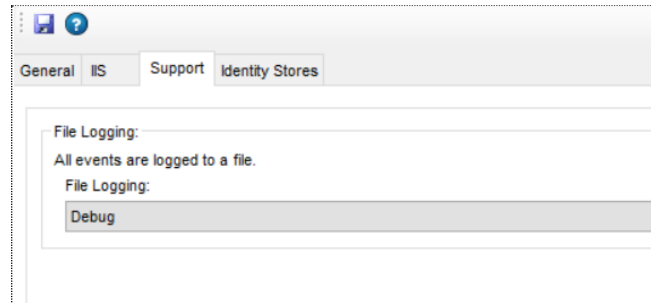 General IIS Support Identity Stores
File Logging:
All events are logged to a file.
File Logging:
Debug